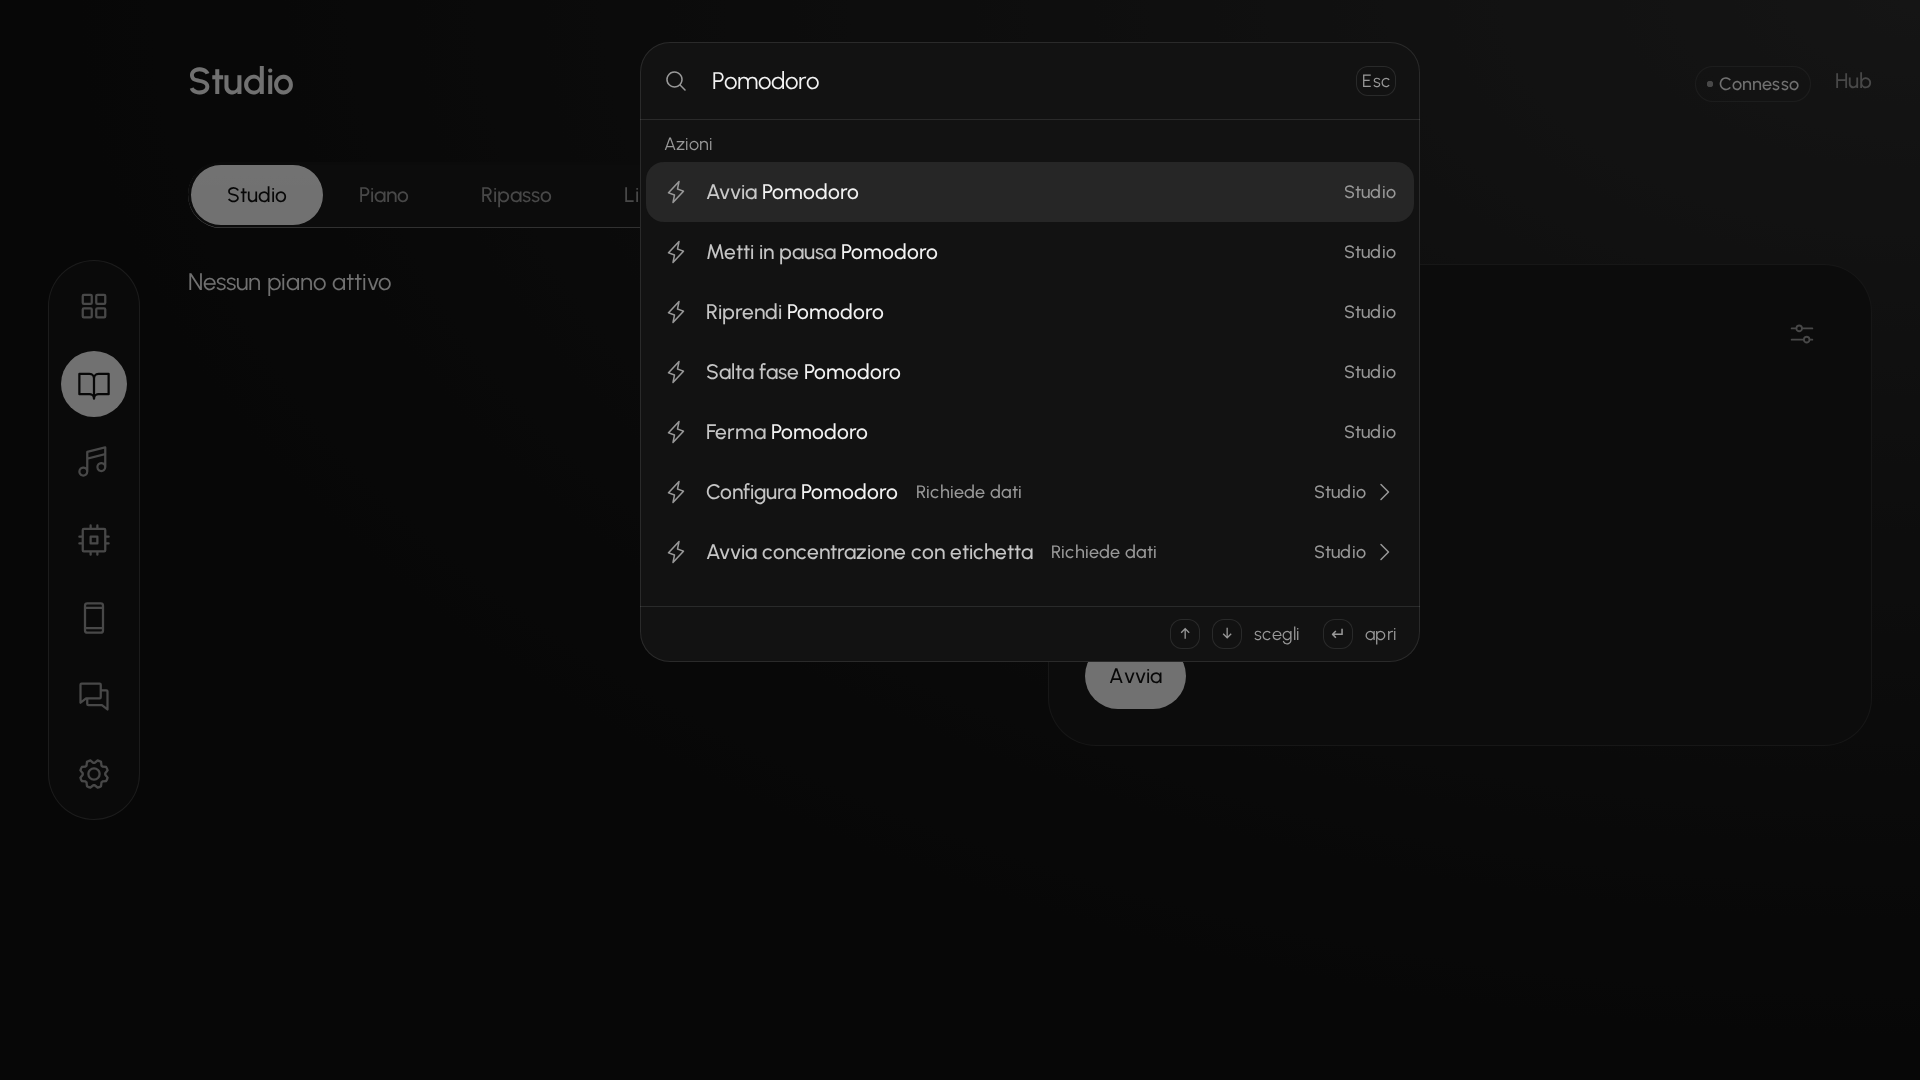 Studio
Pomodoro
Esc
Connesso
Hub
Azioni
Studio
Piano
Ripasso
Li
Avvia Pomodoro
Studio
Metti in pausa Pomodoro
Studio
Nessun piano attivo
Riprendi Pomodoro
Studio
Salta fase Pomodoro
Studio
Ferma Pomodoro
Studio
Configura Pomodoro Richiede dati
Studio
Avvia concentrazione con etichetta Richiede dati
Studio
scegli
apri
Avvia